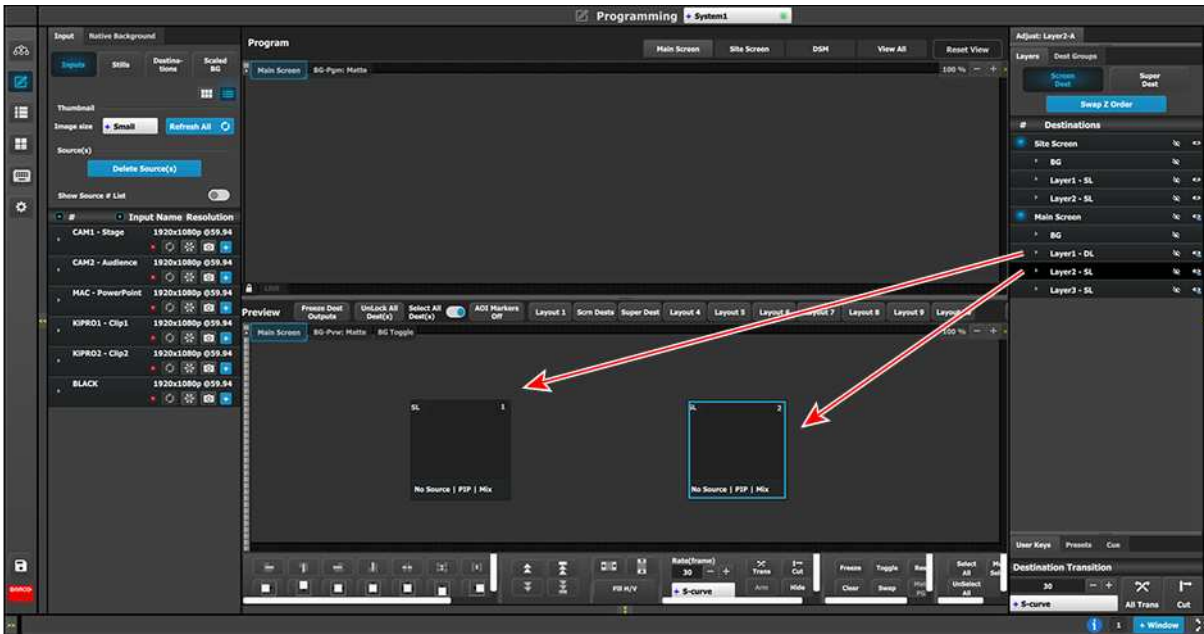 Programming System1
Input Native Background
Inputs Stills Destina-tions Scaled BG
Thumbnail
Image size Small Refresh All
Source(s)
Delete Source(s)
Show Source # List
# Input Name Resolution
CAM1 - Stage 1920x1080p @59.94
CAM2 - Audience 1920x1080p @59.94
MAC - PowerPoint 1920x1080p @59.94
KIPRO1 - Clip1 1920x1080p @59.94
KIPRO2 - Clip2 1920x1080p @59.94
BLACK 1920x1080p @59.94
BARCO
Program
Main Screen Site Screen DSM View All Reset View
Main Screen BG-Pgm: Matte 100 % − +
Preview
Freeze Dest Outputs UnLock All Dest(s) Select All Dest(s) AOI Markers Off Layout 1 Scrn Dests Super Dest Layout 4 Layout 5 Layout 7 Layout 8 Layout 9
Main Screen BG-Pvw: Matte BG Toggle 100 % − +
SL 1
No Source | PIP | Mix
SL 2
No Source | PIP | Mix
Fill H/V
Rate(frame)
30 − +
S-curve
Trans Cut
Arm Hide
Freeze Toggle
Clear Swap
Select All
UnSelect All
Adjust: Layer2-A
Layers Dest Groups
Screen Dest Super Dest
Swap Z Order
# Destinations
Site Screen
BG
Layer1 - SL
Layer2 - SL
Main Screen
BG
Layer1 - DL
Layer2 - SL
Layer3 - SL
User Keys Presets Cue
Destination Transition
30 − +
S-curve
All Trans Cut
1 + Window